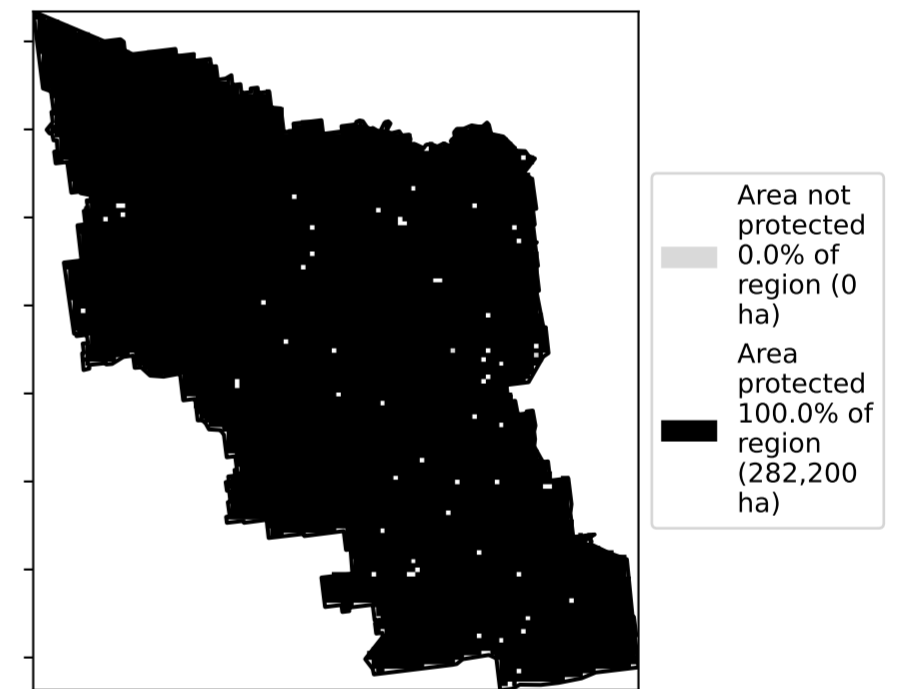 Area not
protected
0.0% of
region (0
ha)
Area
protected
100.0% of
region
(282,200
ha)